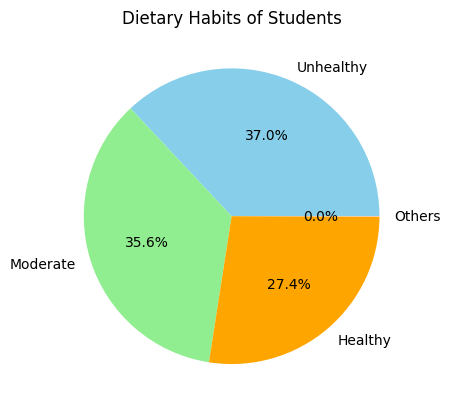 Dietary Habits of Students
Unhealthy
37.0%
0.0%
Others
35.6%
Moderate
27.4%
Healthy